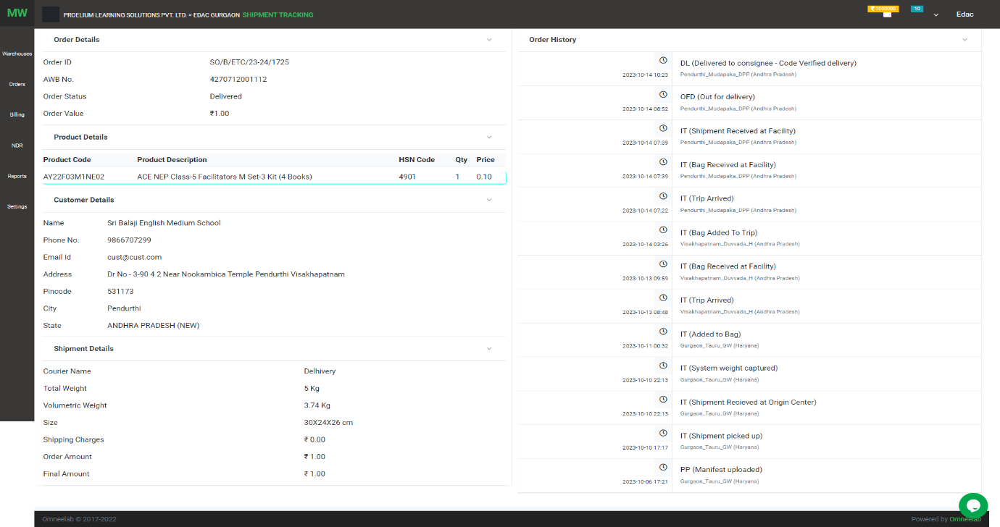 MW
PROELIUM LEARNING SOLUTIONS PVT. LTD. > EDAC GURGAON SHIPMENT TRACKING
₹ 1000000
10
Edac
Warehouses
Orders
Billing
NDR
Reports
Settings
Order Details
Order ID SO/B/ETC/23-24/1725
AWB No. 4270712001112
Order Status Delivered
Order Value ₹1.00
Product Details
Product Code Product Description HSN Code Qty Price
AY22F03M1NE02 ACE NEP Class-5 Facilitators M Set-3 Kit (4 Books) 4901 1 0.10
Customer Details
Name Sri Balaji English Medium School
Phone No. 9866707299
Email Id cust@cust.com
Address Dr No - 3-90 4 2 Near Nookambica Temple Pendurthi Visakhapatnam
Pincode 531173
City Pendurthi
State ANDHRA PRADESH (NEW)
Shipment Details
Courier Name Delhivery
Total Weight 5 Kg
Volumetric Weight 3.74 Kg
Size 30X24X26 cm
Shipping Charges ₹ 0.00
Order Amount ₹ 1.00
Final Amount ₹ 1.00
Order History
DL (Delivered to consignee - Code Verified delivery)
2023-10-14 10:23 Pendurthi_Mudapaka_DPP (Andhra Pradesh)
OFD (Out for delivery)
2023-10-14 08:52 Pendurthi_Mudapaka_DPP (Andhra Pradesh)
IT (Shipment Received at Facility)
2023-10-14 07:39 Pendurthi_Mudapaka_DPP (Andhra Pradesh)
IT (Bag Received at Facility)
2023-10-14 07:39 Pendurthi_Mudapaka_DPP (Andhra Pradesh)
IT (Trip Arrived)
2023-10-14 07:22 Pendurthi_Mudapaka_DPP (Andhra Pradesh)
IT (Bag Added To Trip)
2023-10-14 03:26 Visakhapatnam_Duvvada_H (Andhra Pradesh)
IT (Bag Received at Facility)
2023-10-13 09:59 Visakhapatnam_Duvvada_H (Andhra Pradesh)
IT (Trip Arrived)
2023-10-13 08:48 Visakhapatnam_Duvvada_H (Andhra Pradesh)
IT (Added to Bag)
2023-10-11 00:32 Gurgaon_Tauru_GW (Haryana)
IT (System weight captured)
2023-10-10 22:13 Gurgaon_Tauru_GW (Haryana)
IT (Shipment Recieved at Origin Center)
2023-10-10 22:13 Gurgaon_Tauru_GW (Haryana)
IT (Shipment picked up)
2023-10-10 17:17 Gurgaon_Tauru_GW (Haryana)
PP (Manifest uploaded)
2023-10-06 17:21 Gurgaon_Tauru_GW (Haryana)
Omneelab © 2017-2022
Powered by Omneelab